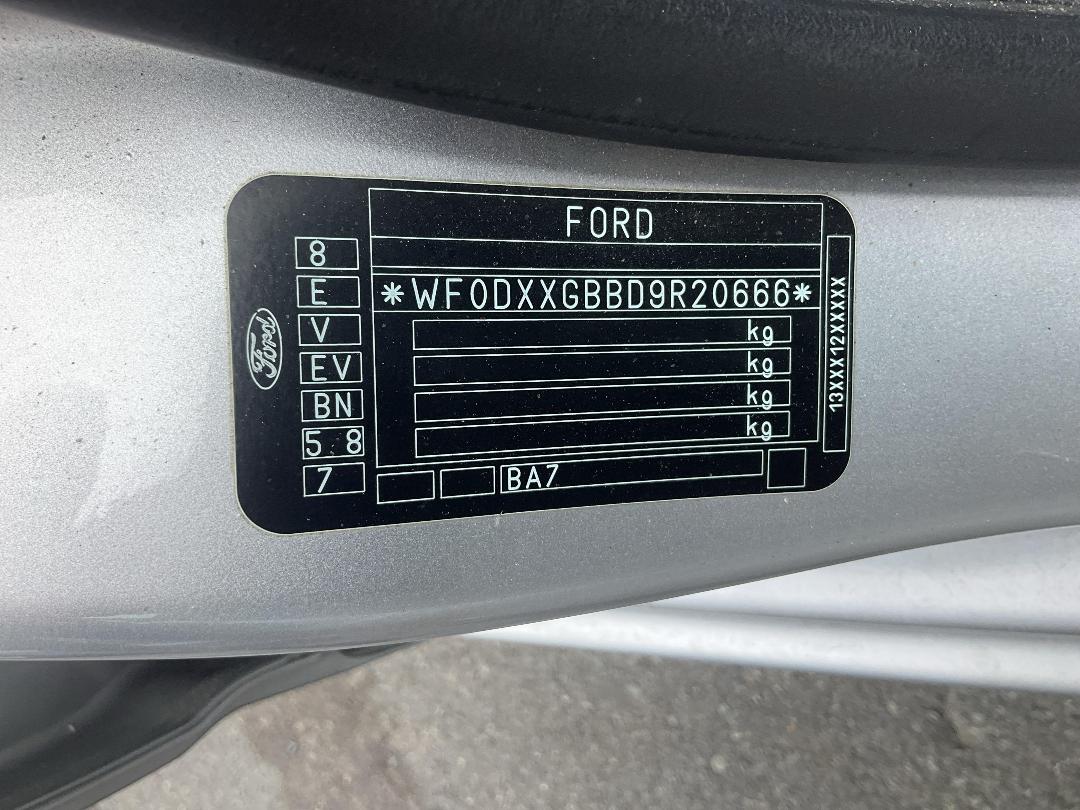 FORD
*WF0DXXGBBD9R20666*
kg
kg
kg
kg
BA7
8
E
V
EV
BN
5 8
7
Ford
13XXX12XXXXX